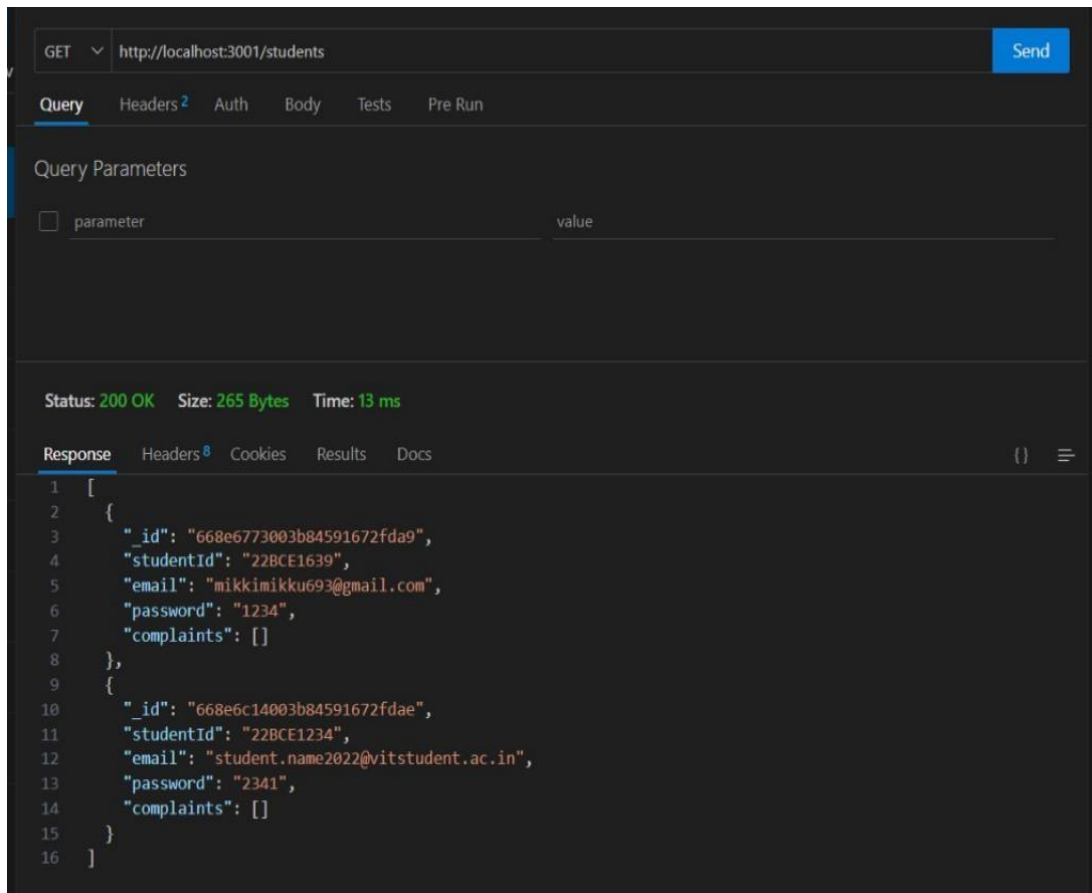 GET http://localhost:3001/students Send
Query Headers 2 Auth Body Tests Pre Run
Query Parameters
parameter value
Status: 200 OK Size: 265 Bytes Time: 13 ms
Response Headers 8 Cookies Results Docs {}
1 [
2 {
3 "_id": "668e6773003b84591672fda9",
4 "studentId": "22BCE1639",
5 "email": "mikkimikku693@gmail.com",
6 "password": "1234",
7 "complaints": []
8 },
9 {
10 "_id": "668e6c14003b84591672fdae",
11 "studentId": "22BCE1234",
12 "email": "student.name2022@vitstudent.ac.in",
13 "password": "2341",
14 "complaints": []
15 }
16 ]